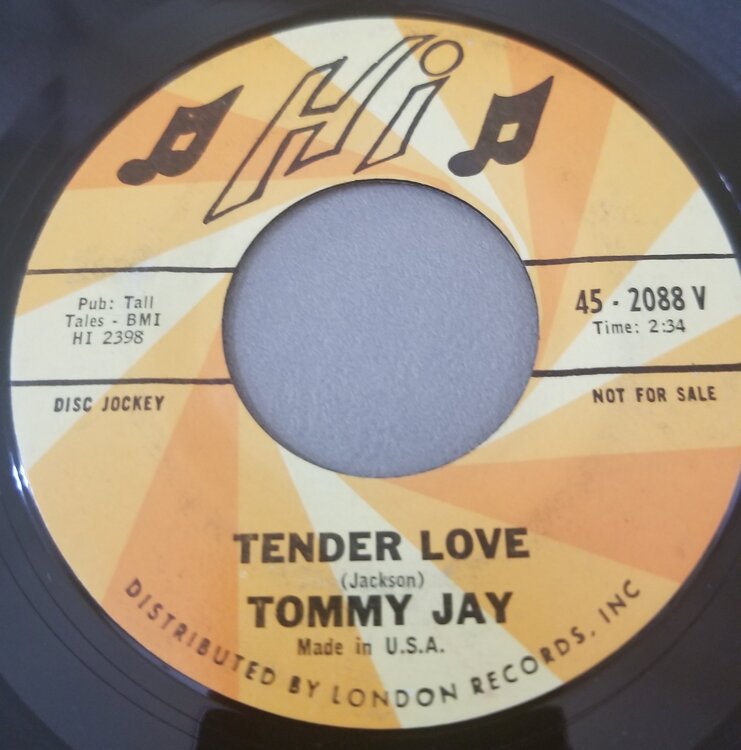 Hi
Pub: Tall
Tales - BMI
HI 2398
45 - 2088 V
Time: 2:34
DISC JOCKEY
NOT FOR SALE
TENDER LOVE
(Jackson)
TOMMY JAY
Made in U.S.A.
DISTRIBUTED BY LONDON RECORDS, INC